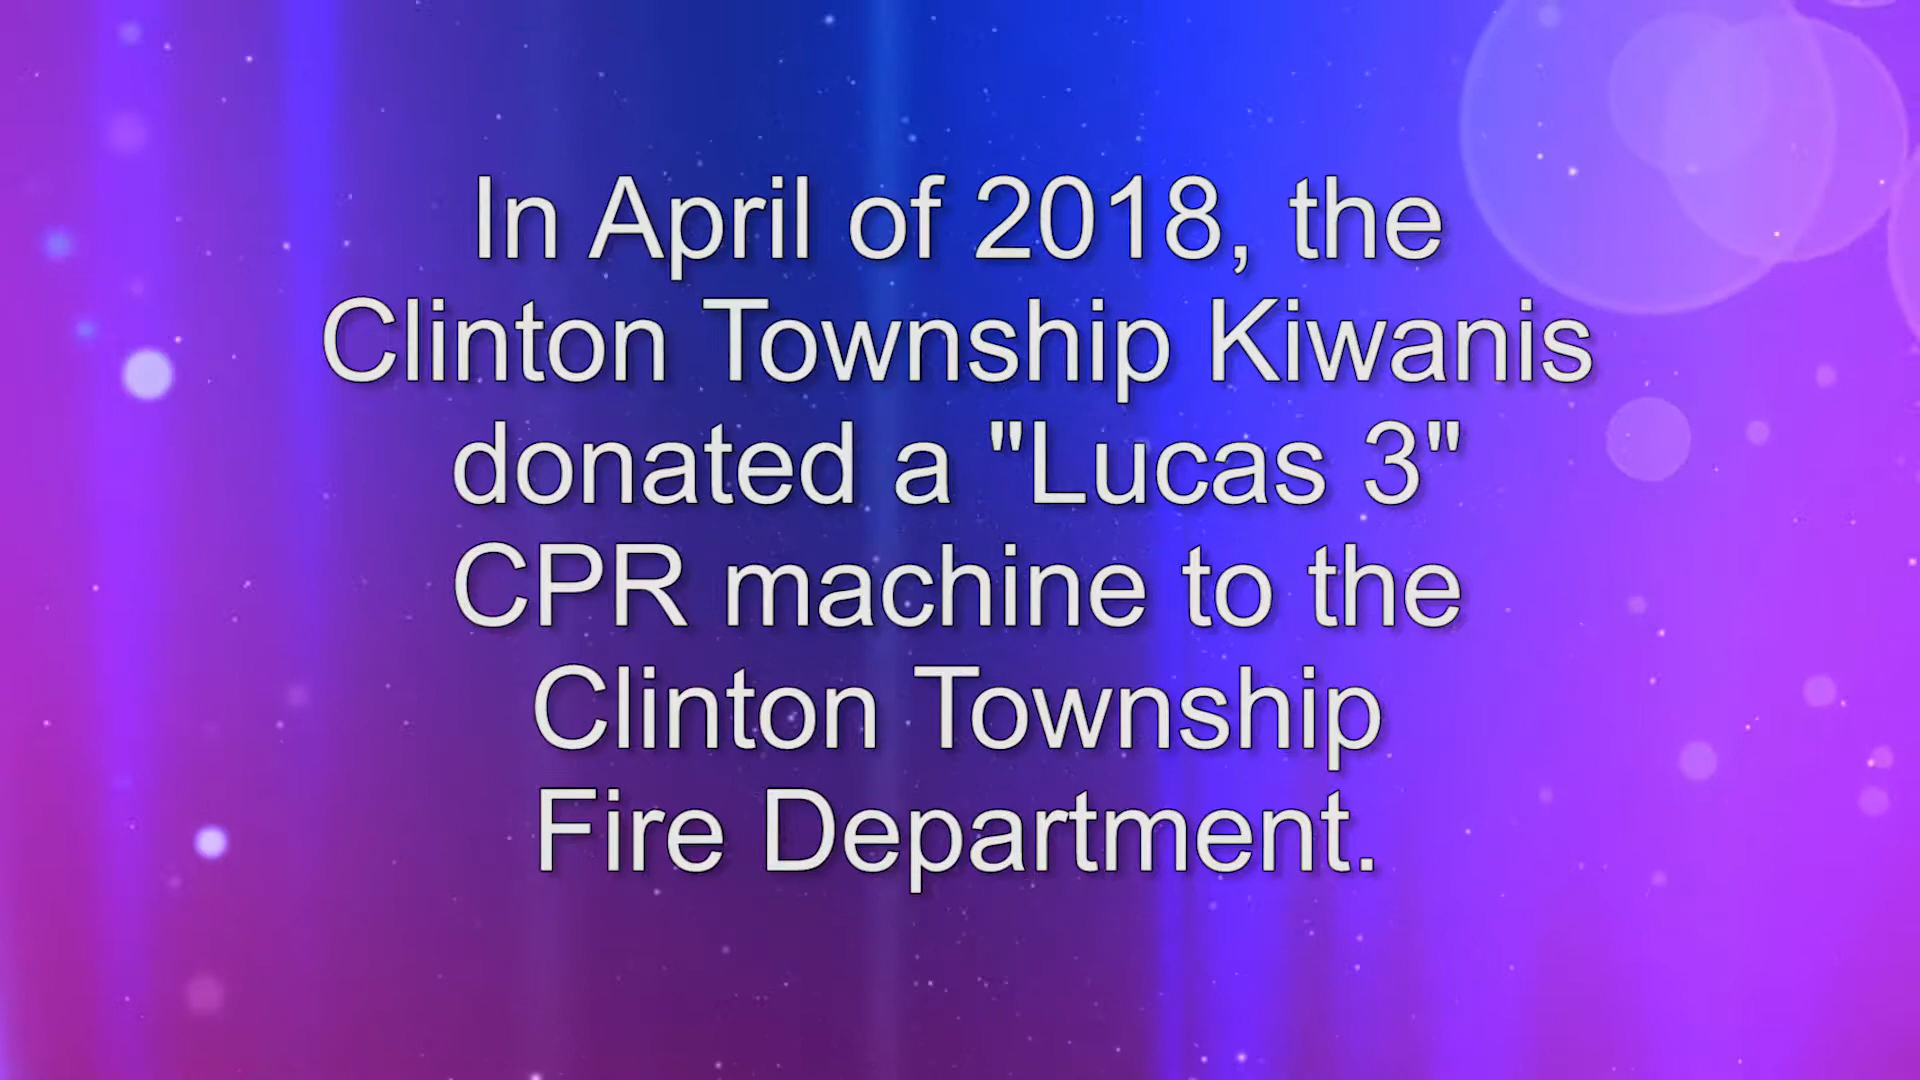 In April of 2018, the
Clinton Township Kiwanis
donated a "Lucas 3"
CPR machine to the
Clinton Township
Fire Department.